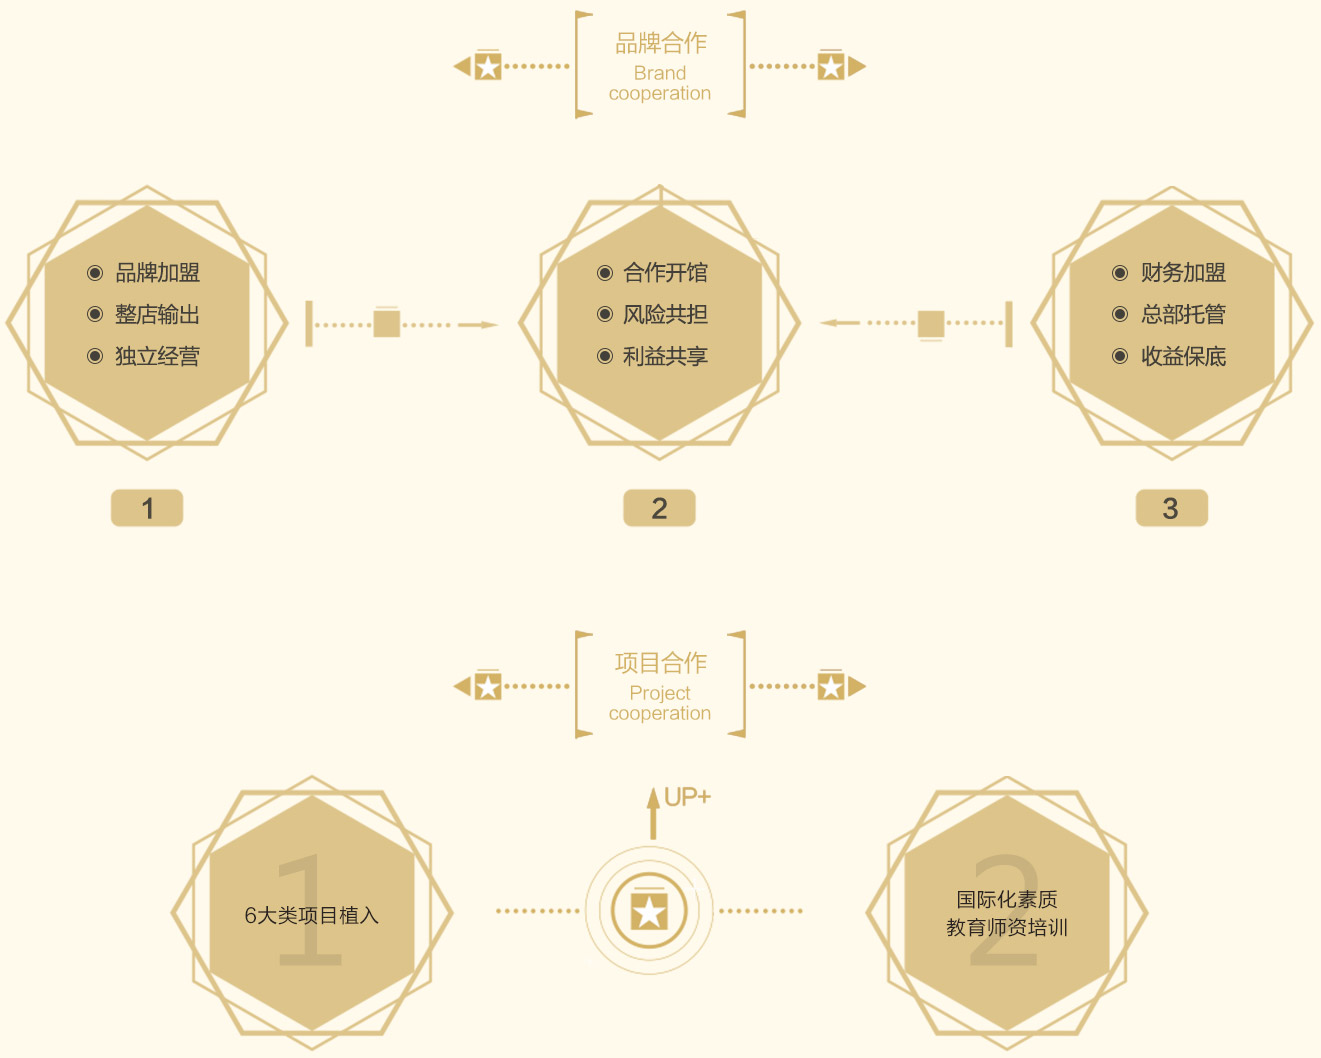 品牌合作
Brand
cooperation
品牌加盟
整店输出
独立经营
合作开馆
风险共担
利益共享
财务加盟
总部托管
收益保底
1
2
3
项目合作
Project
cooperation
UP+
1
6大类项目植入
2
国际化素质
教育师资培训